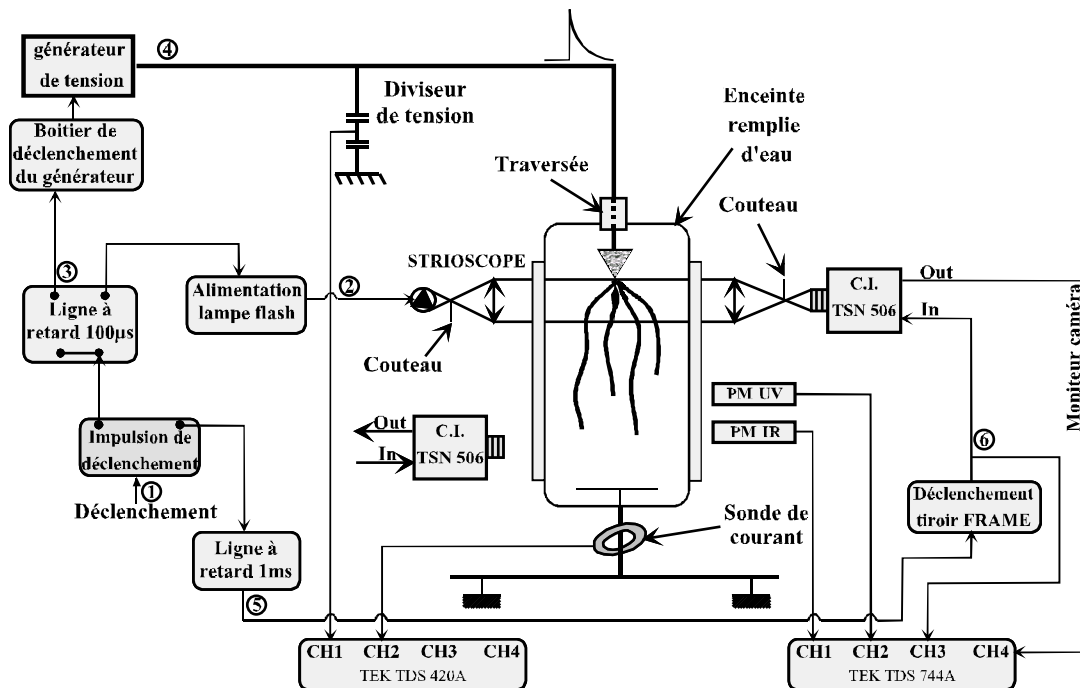 générateur
de tension
④
Boitier de
déclenchement
du générateur
Diviseur
de tension
Enceinte
remplie
d'eau
Traversée
Couteau
③
Ligne à
retard 100µs
Alimentation
lampe flash
②
STRIOSCOPE
Couteau
C.I.
TSN 506
Out
In
Moniteur caméra
Impulsion de
déclenchement
①
Déclenchement
Out
In
C.I.
TSN 506
PM UV
PM IR
⑥
Déclenchement
tiroir FRAME
Ligne à
retard 1ms
⑤
Sonde de
courant
CH1 CH2 CH3 CH4
TEK TDS 420A
CH1 CH2 CH3 CH4
TEK TDS 744A